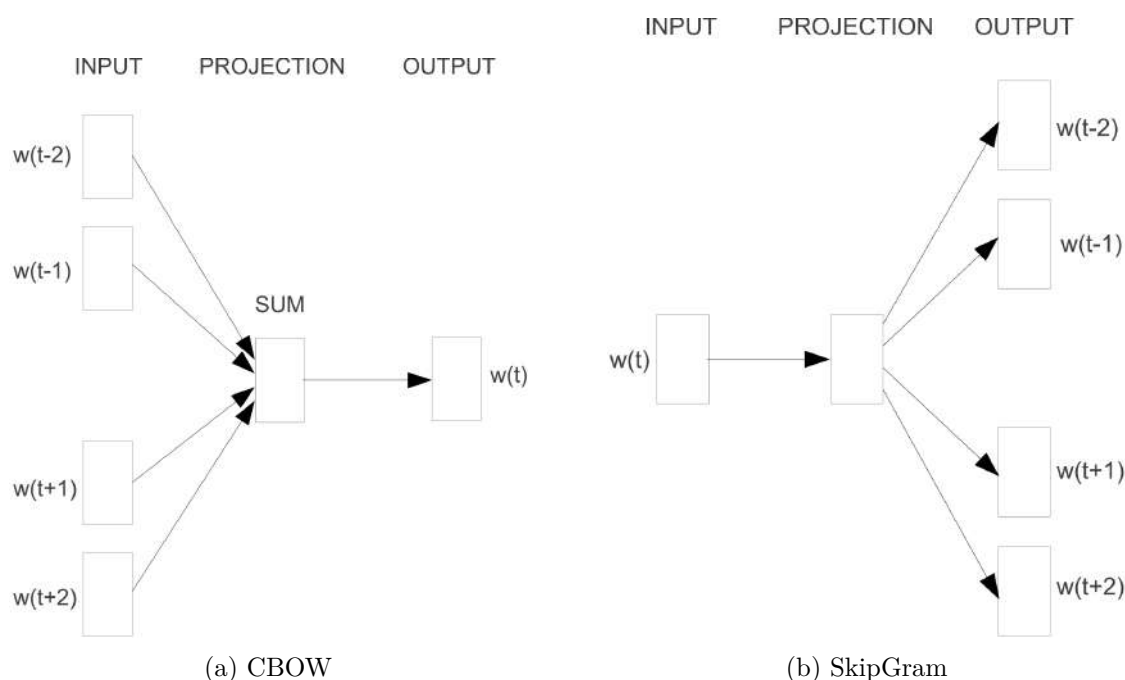 INPUT PROJECTION OUTPUT
w(t-2)
w(t-1)
SUM
w(t)
w(t+1)
w(t+2)
(a) CBOW
INPUT PROJECTION OUTPUT
w(t-2)
w(t-1)
w(t)
w(t+1)
w(t+2)
(b) SkipGram